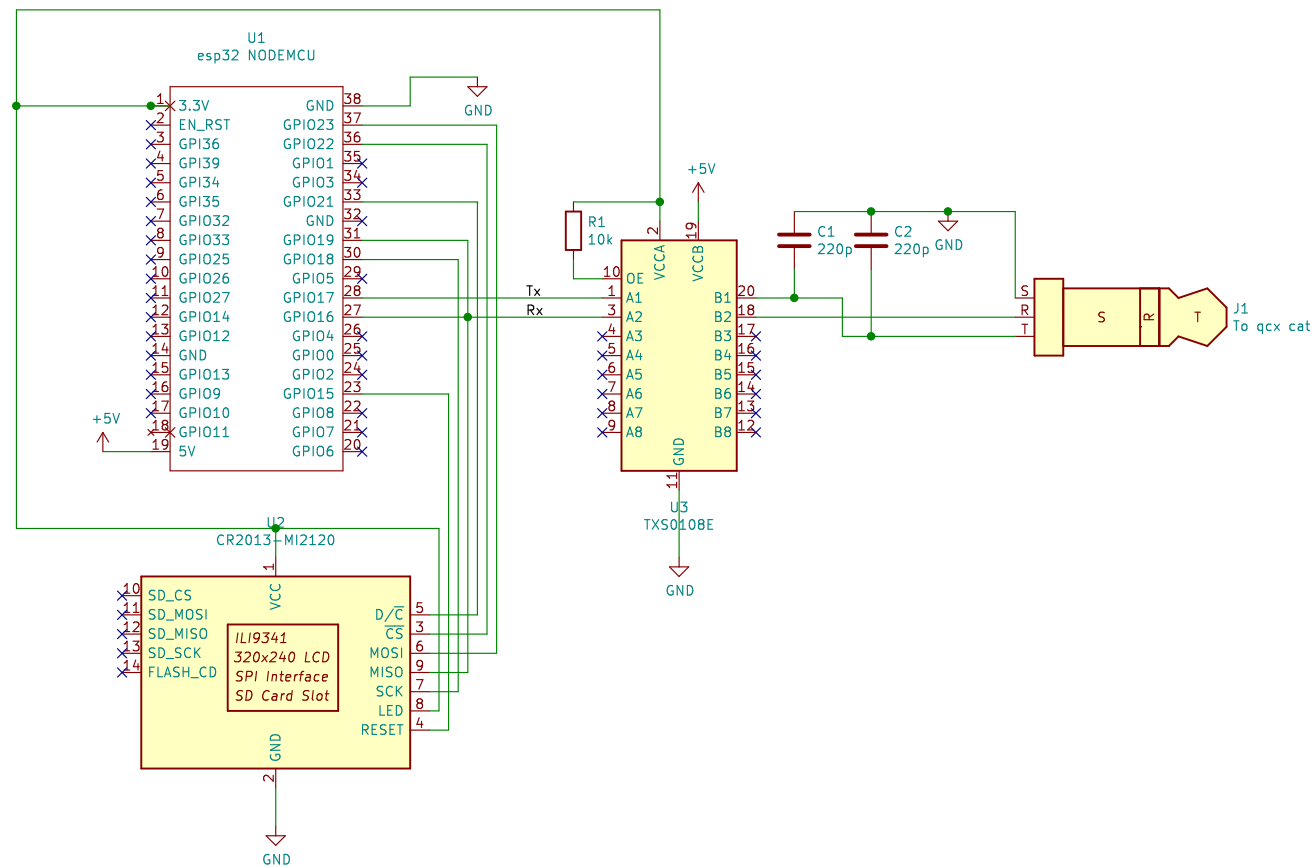 U1
esp32 NODEMCU
1 3.3V GND 38
2 EN_RST GPIO23 37
3 GPI36 GPIO22 36
4 GPI39 GPIO1 35
5 GPI34 GPIO3 34
6 GPI35 GPIO21 33
7 GPIO32 GND 32
8 GPIO33 GPIO19 31
9 GPIO25 GPIO18 30
10 GPIO26 GPIO5 29
11 GPIO27 GPIO17 28
12 GPIO14 GPIO16 27
13 GPIO12 GPIO4 26
14 GND GPIO0 25
15 GPIO13 GPIO2 24
16 GPIO9 GPIO15 23
17 GPIO10 GPIO8 22
18 GPIO11 GPIO7 21
19 5V GPIO6 20
+5V
GND
Tx
Rx
R1
10k
+5V
2 VCCA
19 VCCB
10 OE
1 A1 B1 20
3 A2 B2 18
4 A3 B3 17
5 A4 B4 16
6 A5 B5 15
7 A6 B6 14
8 A7 B7 13
9 A8 B8 12
GND 11
U3
TXS0108E
GND
C1
220p
C2
220p
GND
S
R
T
S
R
T
J1
To qcx cat
U2
CR2013-MI2120
1 VCC
10 SD_CS
11 SD_MOSI
12 SD_MISO
13 SD_SCK
14 FLASH_CD
ILI9341
320x240 LCD
SPI Interface
SD Card Slot
D/C 5
CS 3
MOSI 6
MISO 9
SCK 7
LED 8
RESET 4
GND 2
GND